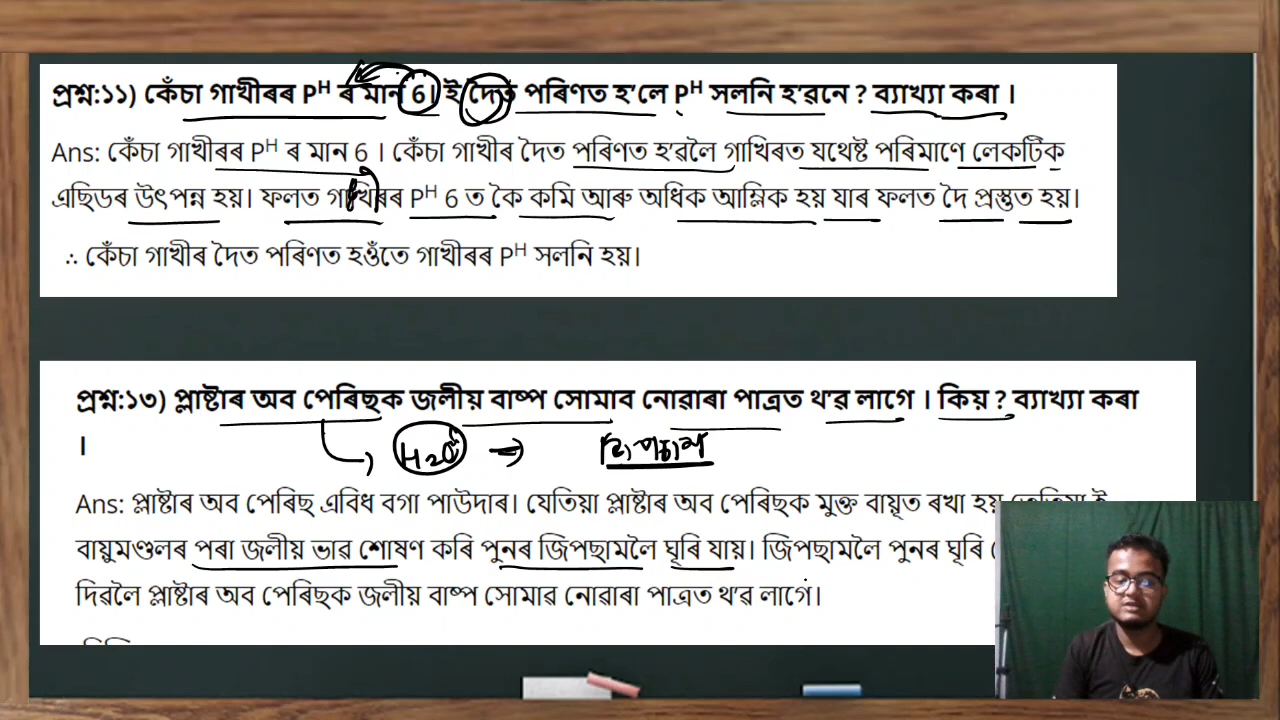 প্ৰশ্ন:১১) কেঁচা গাখীৰৰ Pᴴ ৰ মান 6। ই দৈত পৰিণত হ'লে Pᴴ সলনি হ'ৱনে ? ব্যাখ্যা কৰা ।
Ans: কেঁচা গাখীৰৰ Pᴴ ৰ মান 6 । কেঁচা গাখীৰ দৈত পৰিণত হ'ৱলৈ গাখিৰত যথেষ্ট পৰিমাণে লেকটিক
এছিডৰ উৎপন্ন হয়। ফলত গাখিৰৰ Pᴴ 6 ত কৈ কমি আৰু অধিক আম্লিক হয় যাৰ ফলত দৈ প্ৰস্তুত হয়।
∴ কেঁচা গাখীৰ দৈত পৰিণত হওঁতে গাখীৰৰ Pᴴ সলনি হয়।
প্ৰশ্ন:১৩) প্লাষ্টাৰ অব পেৰিছক জলীয় বাষ্প সোমাব নোৱাৰা পাত্ৰত থ'ৱ লাগে । কিয় ? ব্যাখ্যা কৰা
।
H₂O
Ans: প্লাষ্টাৰ অব পেৰিছ এবিধ বগা পাউদাৰ। যেতিয়া প্লাষ্টাৰ অব পেৰিছক মুক্ত বায়ূত ৰখা হয়
বায়ুমণ্ডলৰ পৰা জলীয় ভাৱ শোষণ কৰি পুনৰ জিপছামলৈ ঘূৰি যায়। জিপছামলৈ পুনৰ ঘূৰি
দিৱলৈ প্লাষ্টাৰ অব পেৰিছক জলীয় বাষ্প সোমাৱ নোৱাৰা পাত্ৰত থ'ৱ লাগে।